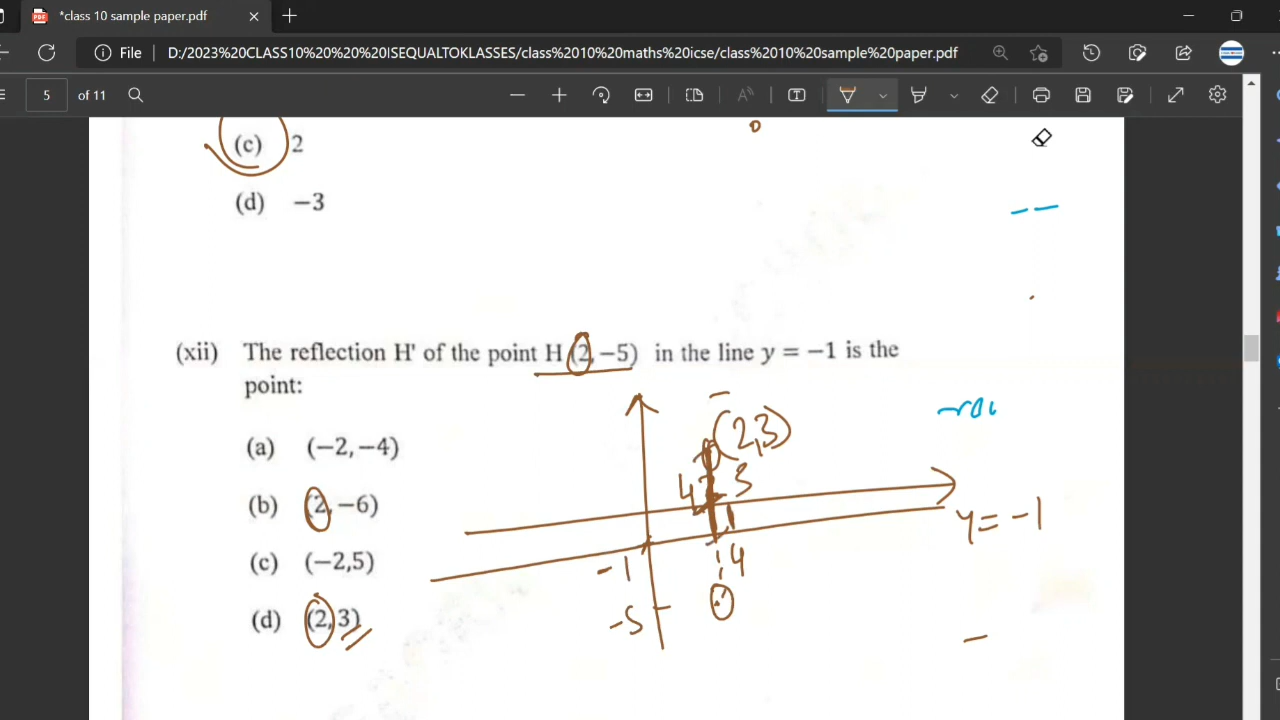 *class 10 sample paper.pdf
File D:/2023%20CLASS10%20%20%20ISEQUALTOKLASSES/class%2010%20maths%20icse/class%2010%20sample%20paper.pdf
5 of 11
(c) 2
(d) −3
(xii) The reflection H' of the point H (2, −5) in the line y = −1 is the
point:
(a) (−2, −4)
(b) (2, −6)
(c) (−2,5)
(d) (2, 3)
(2,3)
4 3
1
y = -1
-1 4
-5